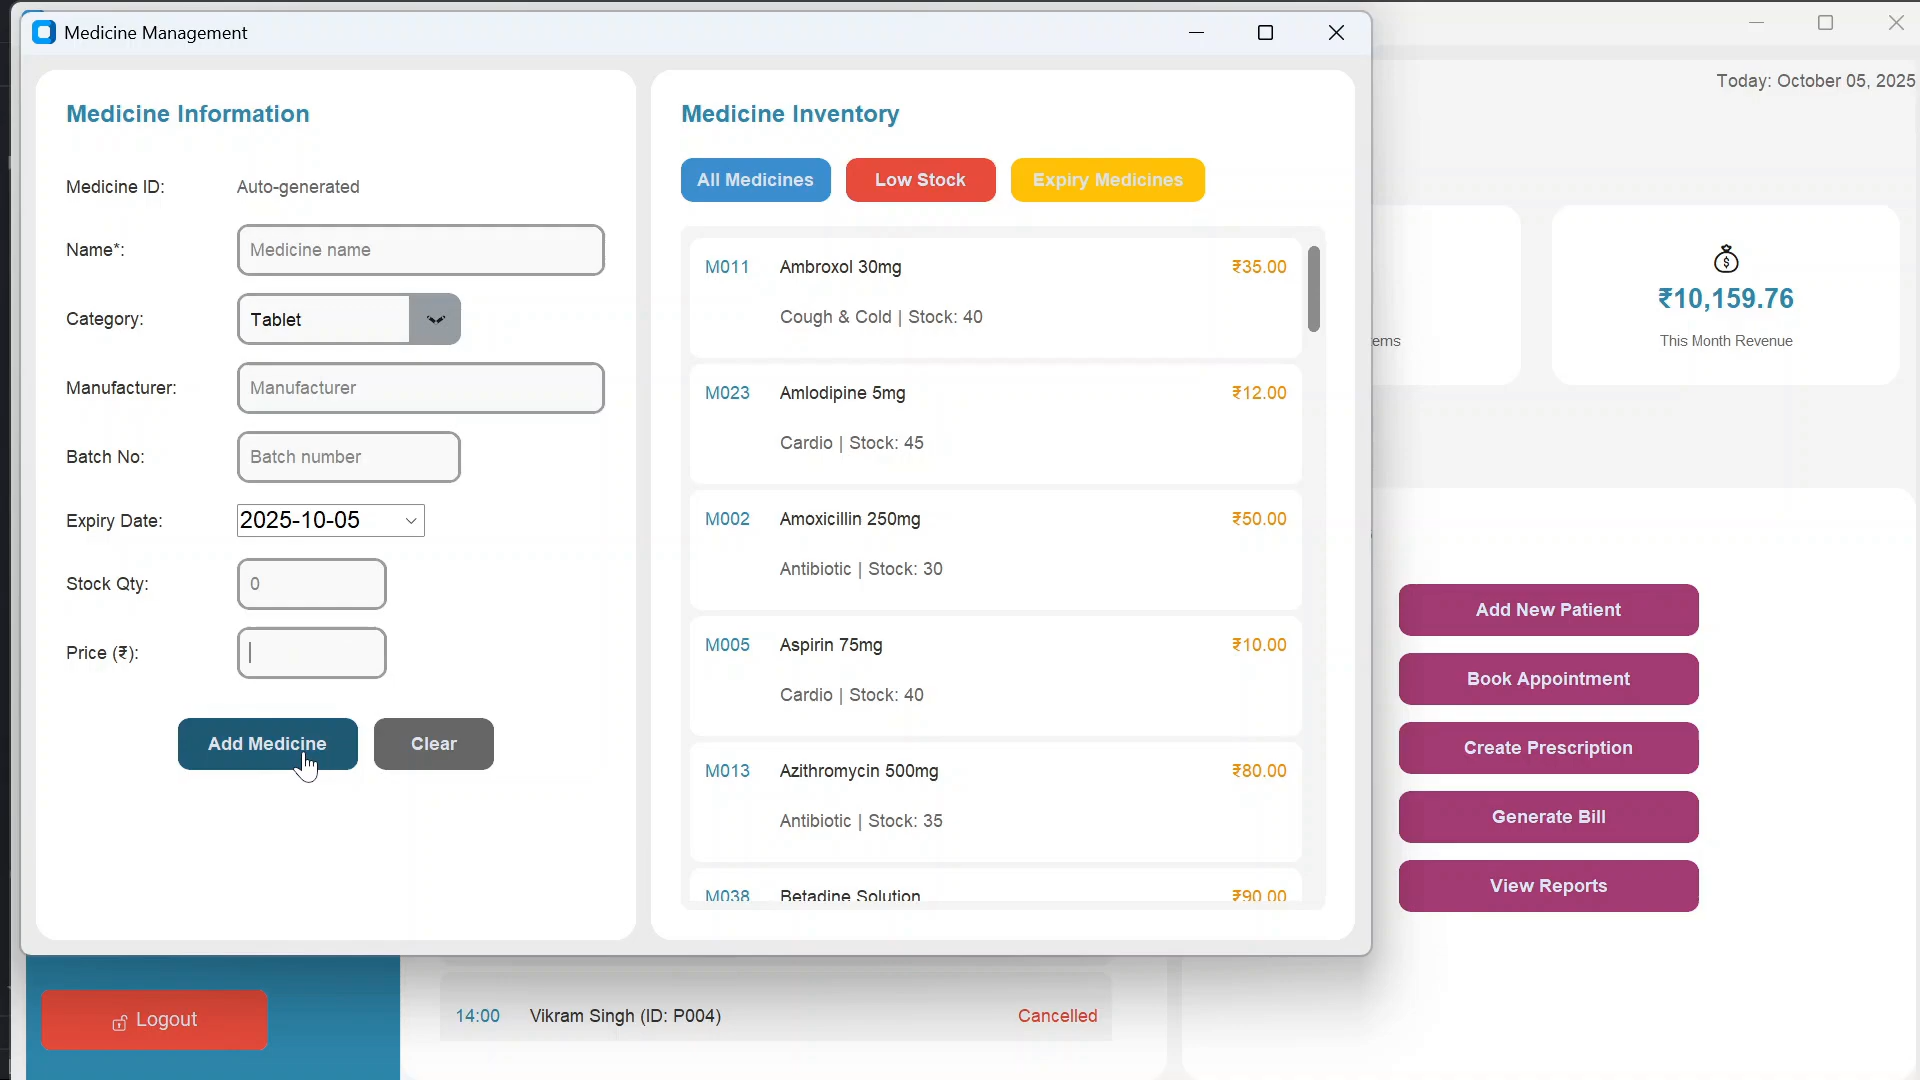 Medicine Management
Today: October 05, 2025
Medicine Information
Medicine ID: Auto-generated
Name*: Medicine name
Category: Tablet
Manufacturer: Manufacturer
Batch No: Batch number
Expiry Date: 2025-10-05
Stock Qty: 0
Price (₹):
Add Medicine Clear
Medicine Inventory
All Medicines Low Stock Expiry Medicines
M011 Ambroxol 30mg ₹35.00
Cough & Cold | Stock: 40
M023 Amlodipine 5mg ₹12.00
Cardio | Stock: 45
M002 Amoxicillin 250mg ₹50.00
Antibiotic | Stock: 30
M005 Aspirin 75mg ₹10.00
Cardio | Stock: 40
M013 Azithromycin 500mg ₹80.00
Antibiotic | Stock: 35
M038 Betadine Solution ₹90.00
ems
$
₹10,159.76
This Month Revenue
Add New Patient
Book Appointment
Create Prescription
Generate Bill
View Reports
Logout
14:00 Vikram Singh (ID: P004) Cancelled